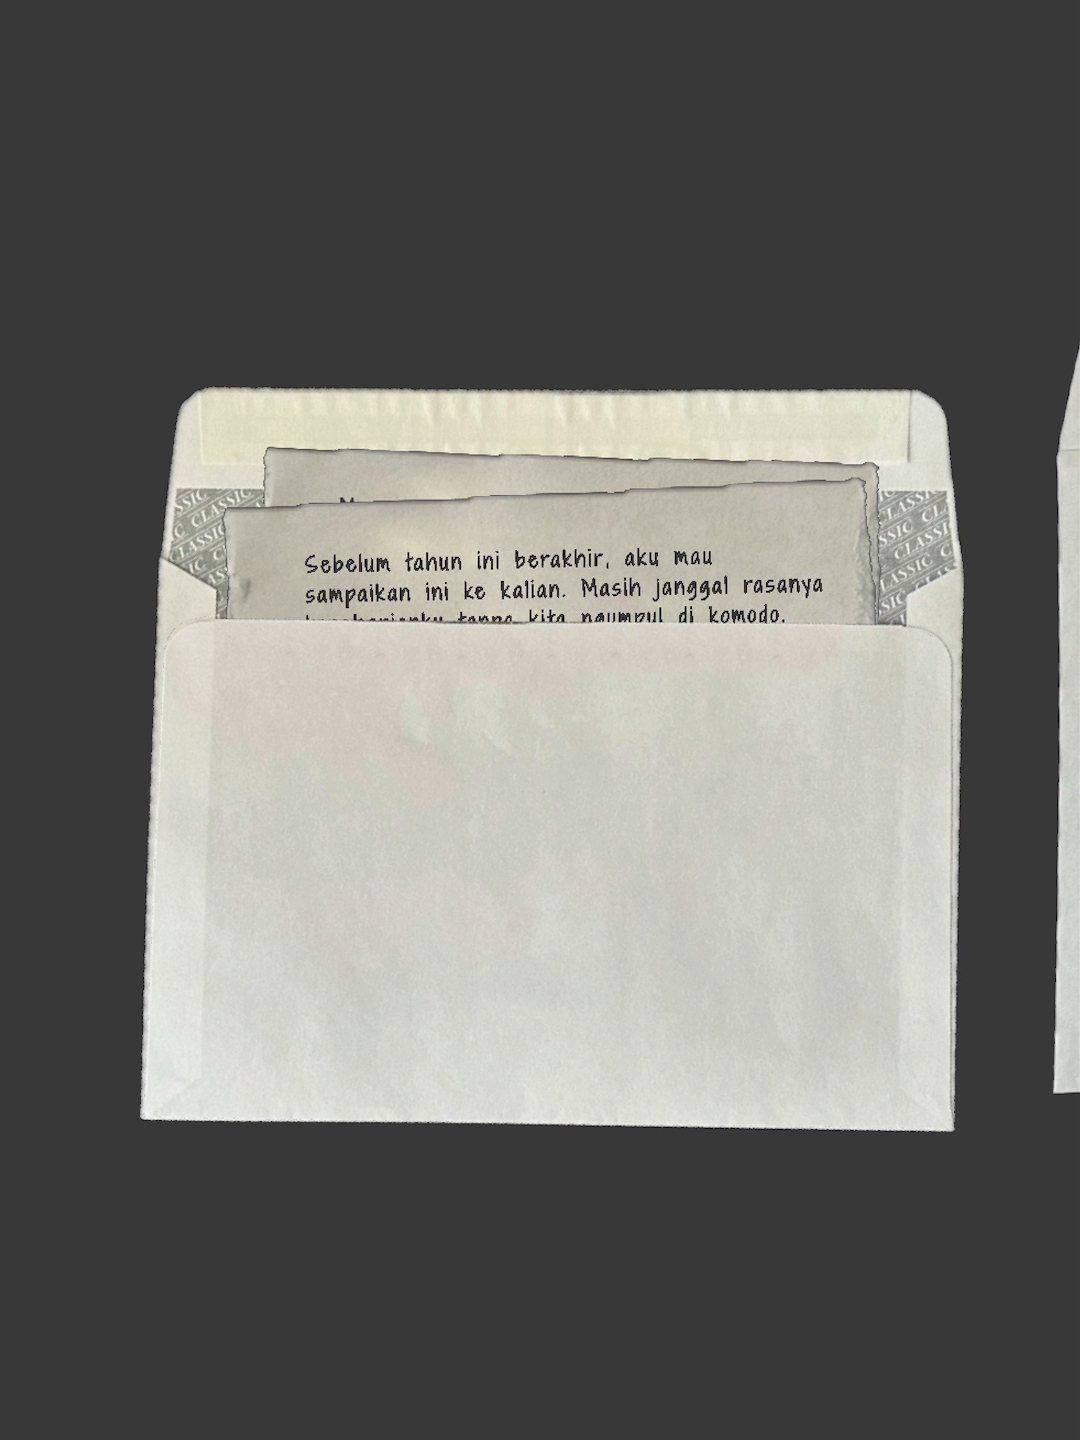 M
Sebelum tahun ini berakhir, aku mau
sampaikan ini ke kalian. Masih janggal rasanya
keseharianku tanpa kita ngumpul di komodo.
CLASSIC CLASSIC CLASSIC
CLASSIC CLASSIC CLASSIC